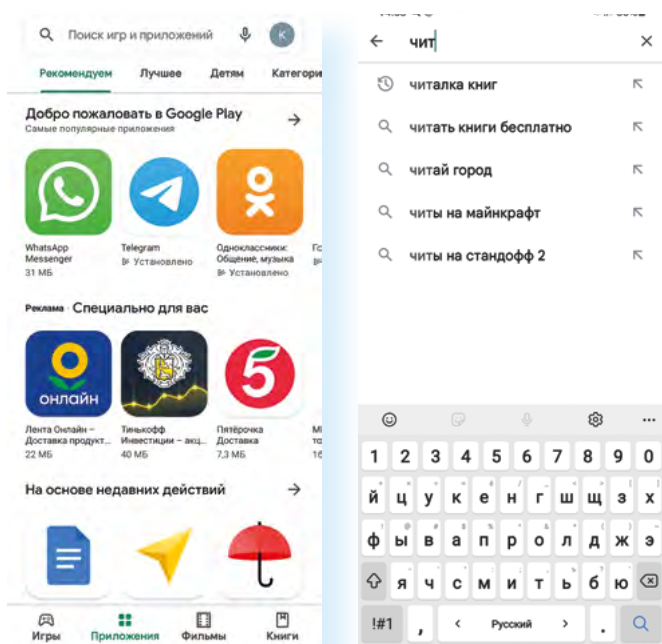 Поиск игр и приложений
К
Рекомендуем Лучшее Детям Категори
Добро пожаловать в Google Play
Самые популярные приложения
WhatsApp
Messenger
31 МБ
Telegram
Установлено
Одноклассники:
Общение, музыка
Установлено
Реклама · Специально для вас
онлайн
5
Лента Онлайн –
Доставка продукт...
22 МБ
Тинькофф
Инвестиции – акц...
40 МБ
Пятёрочка
Доставка
7,3 МБ
На основе недавних действий
Игры Приложения Фильмы Книги
чит
читалка книг
читать книги бесплатно
читай город
читы на майнкрафт
читы на стандофф 2
1 2 3 4 5 6 7 8 9 0
й ц у к е н г ш щ з х
ф ы в а п р о л д ж э
я ч с м и т ь б ю
!#1 , < Русский > .